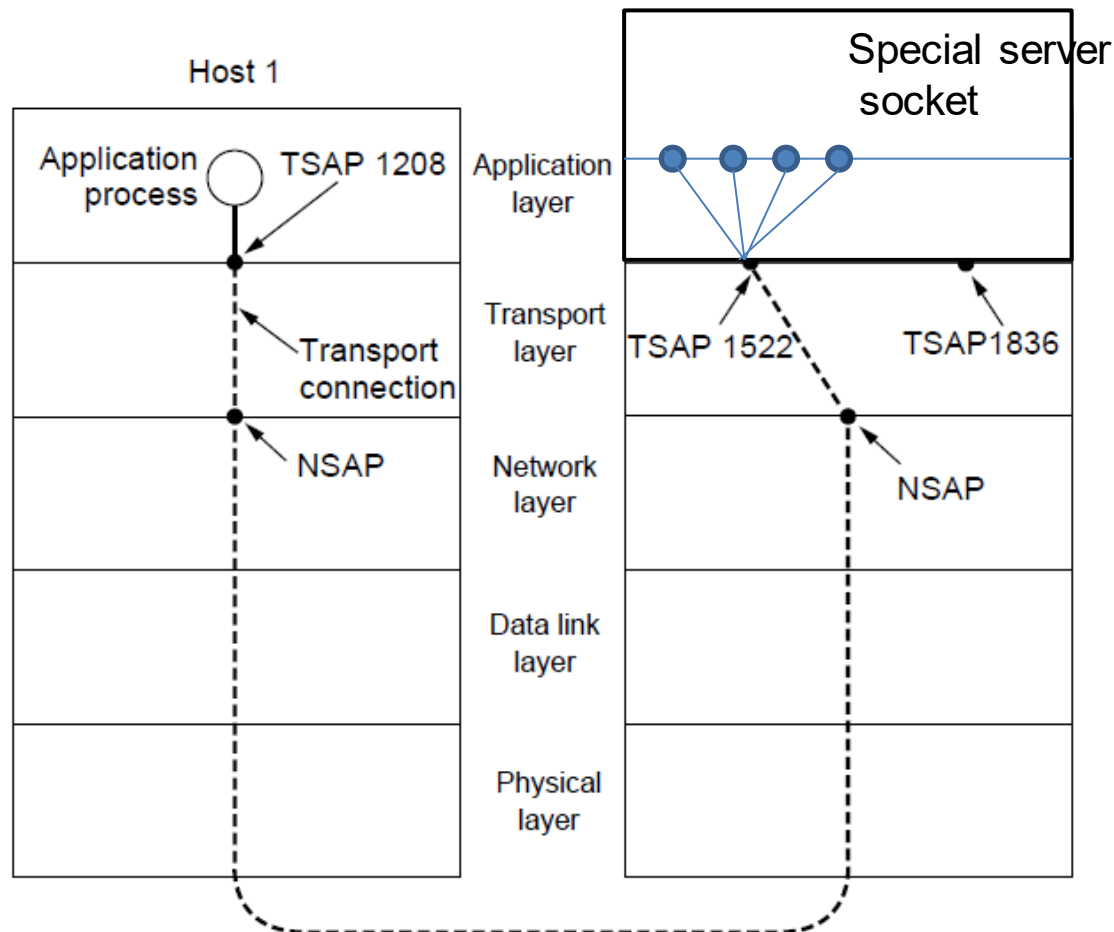 Special server
socket
Host 1
Application
process
TSAP 1208
Application
layer
Transport
connection
Transport
layer
TSAP 1522
TSAP1836
NSAP
Network
layer
NSAP
Data link
layer
Physical
layer